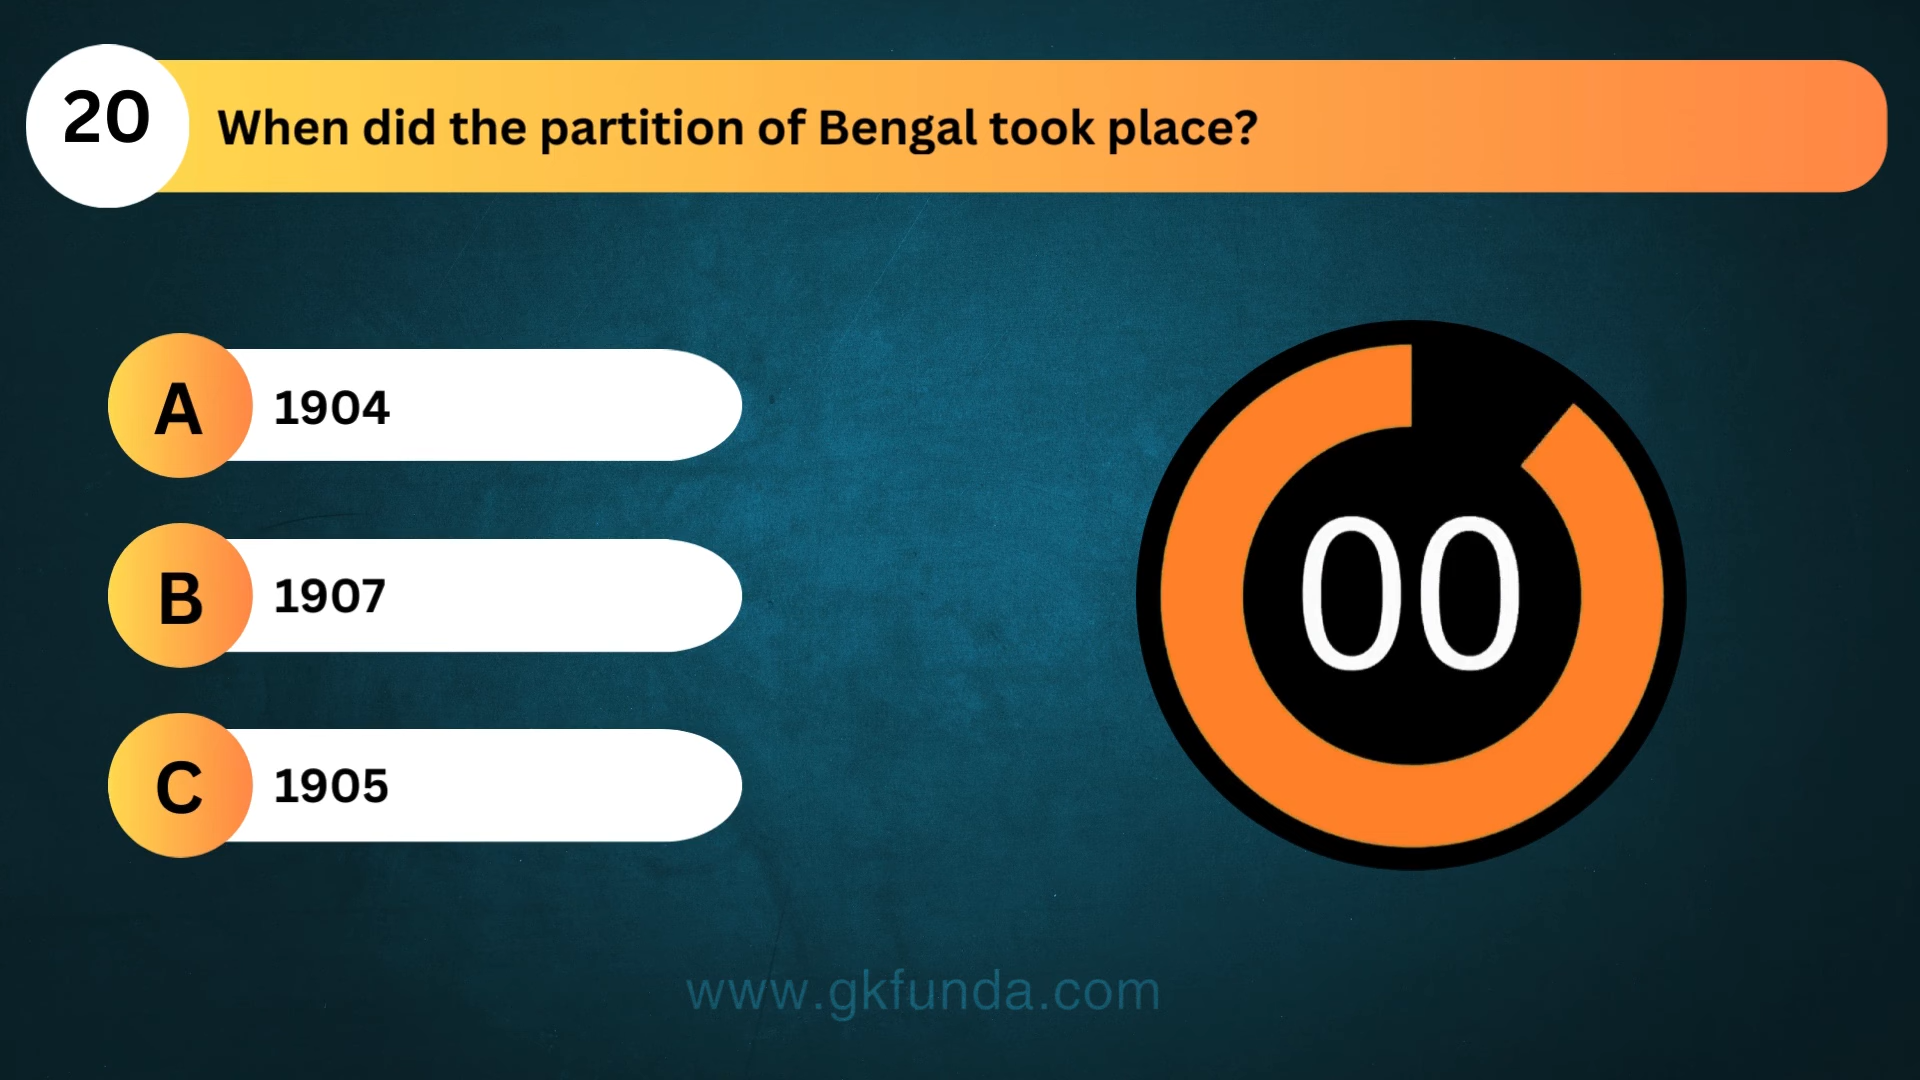 20
When did the partition of Bengal took place?
A
1904
B
1907
C
1905
00
www.gkfunda.com